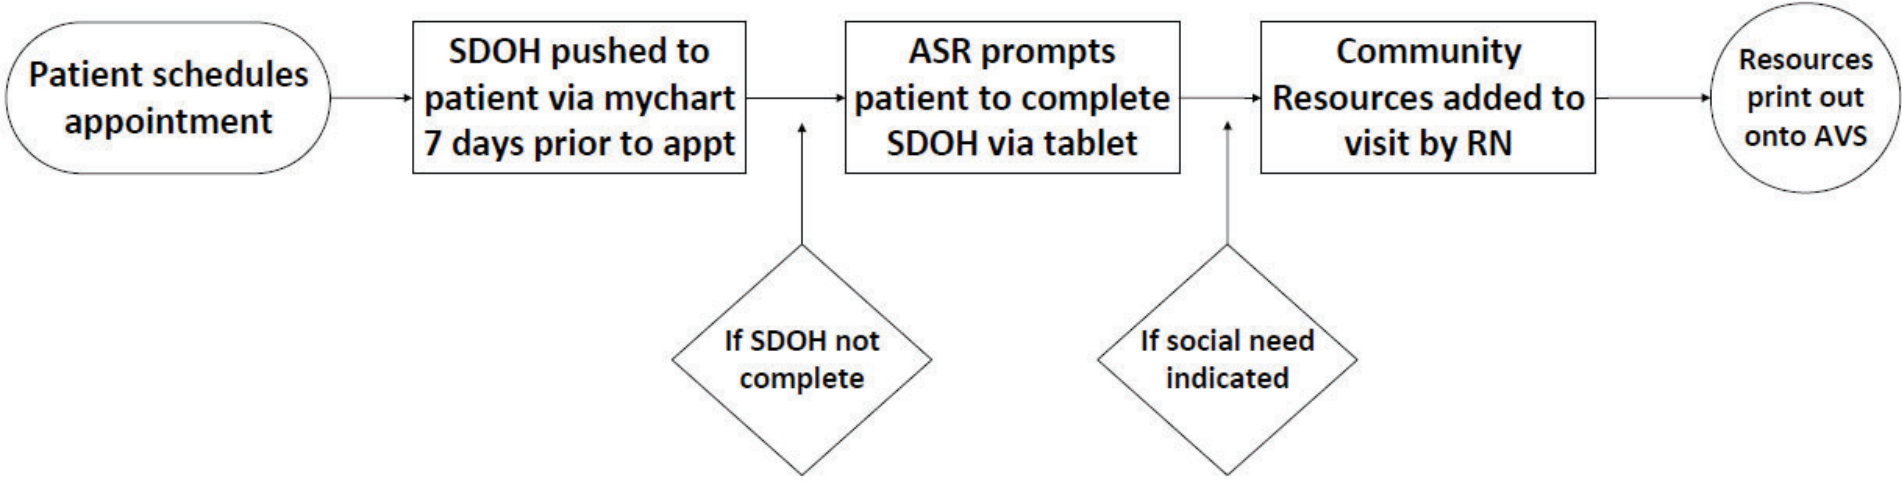 Patient schedules
appointment
SDOH pushed to
patient via mychart
7 days prior to appt
ASR prompts
patient to complete
SDOH via tablet
Community
Resources added to
visit by RN
Resources
print out
onto AVS
If SDOH not
complete
If social need
indicated